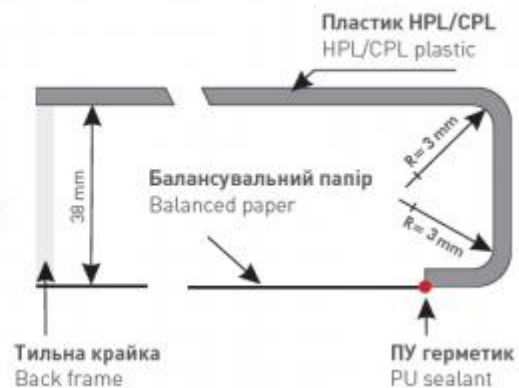 Пластик HPL/CPL
HPL/CPL plastic
R= 3 mm
38 mm
Балансувальний папір
Balanced paper
R= 3 mm
Тильна крайка
Back frame
ПУ герметик
PU sealant